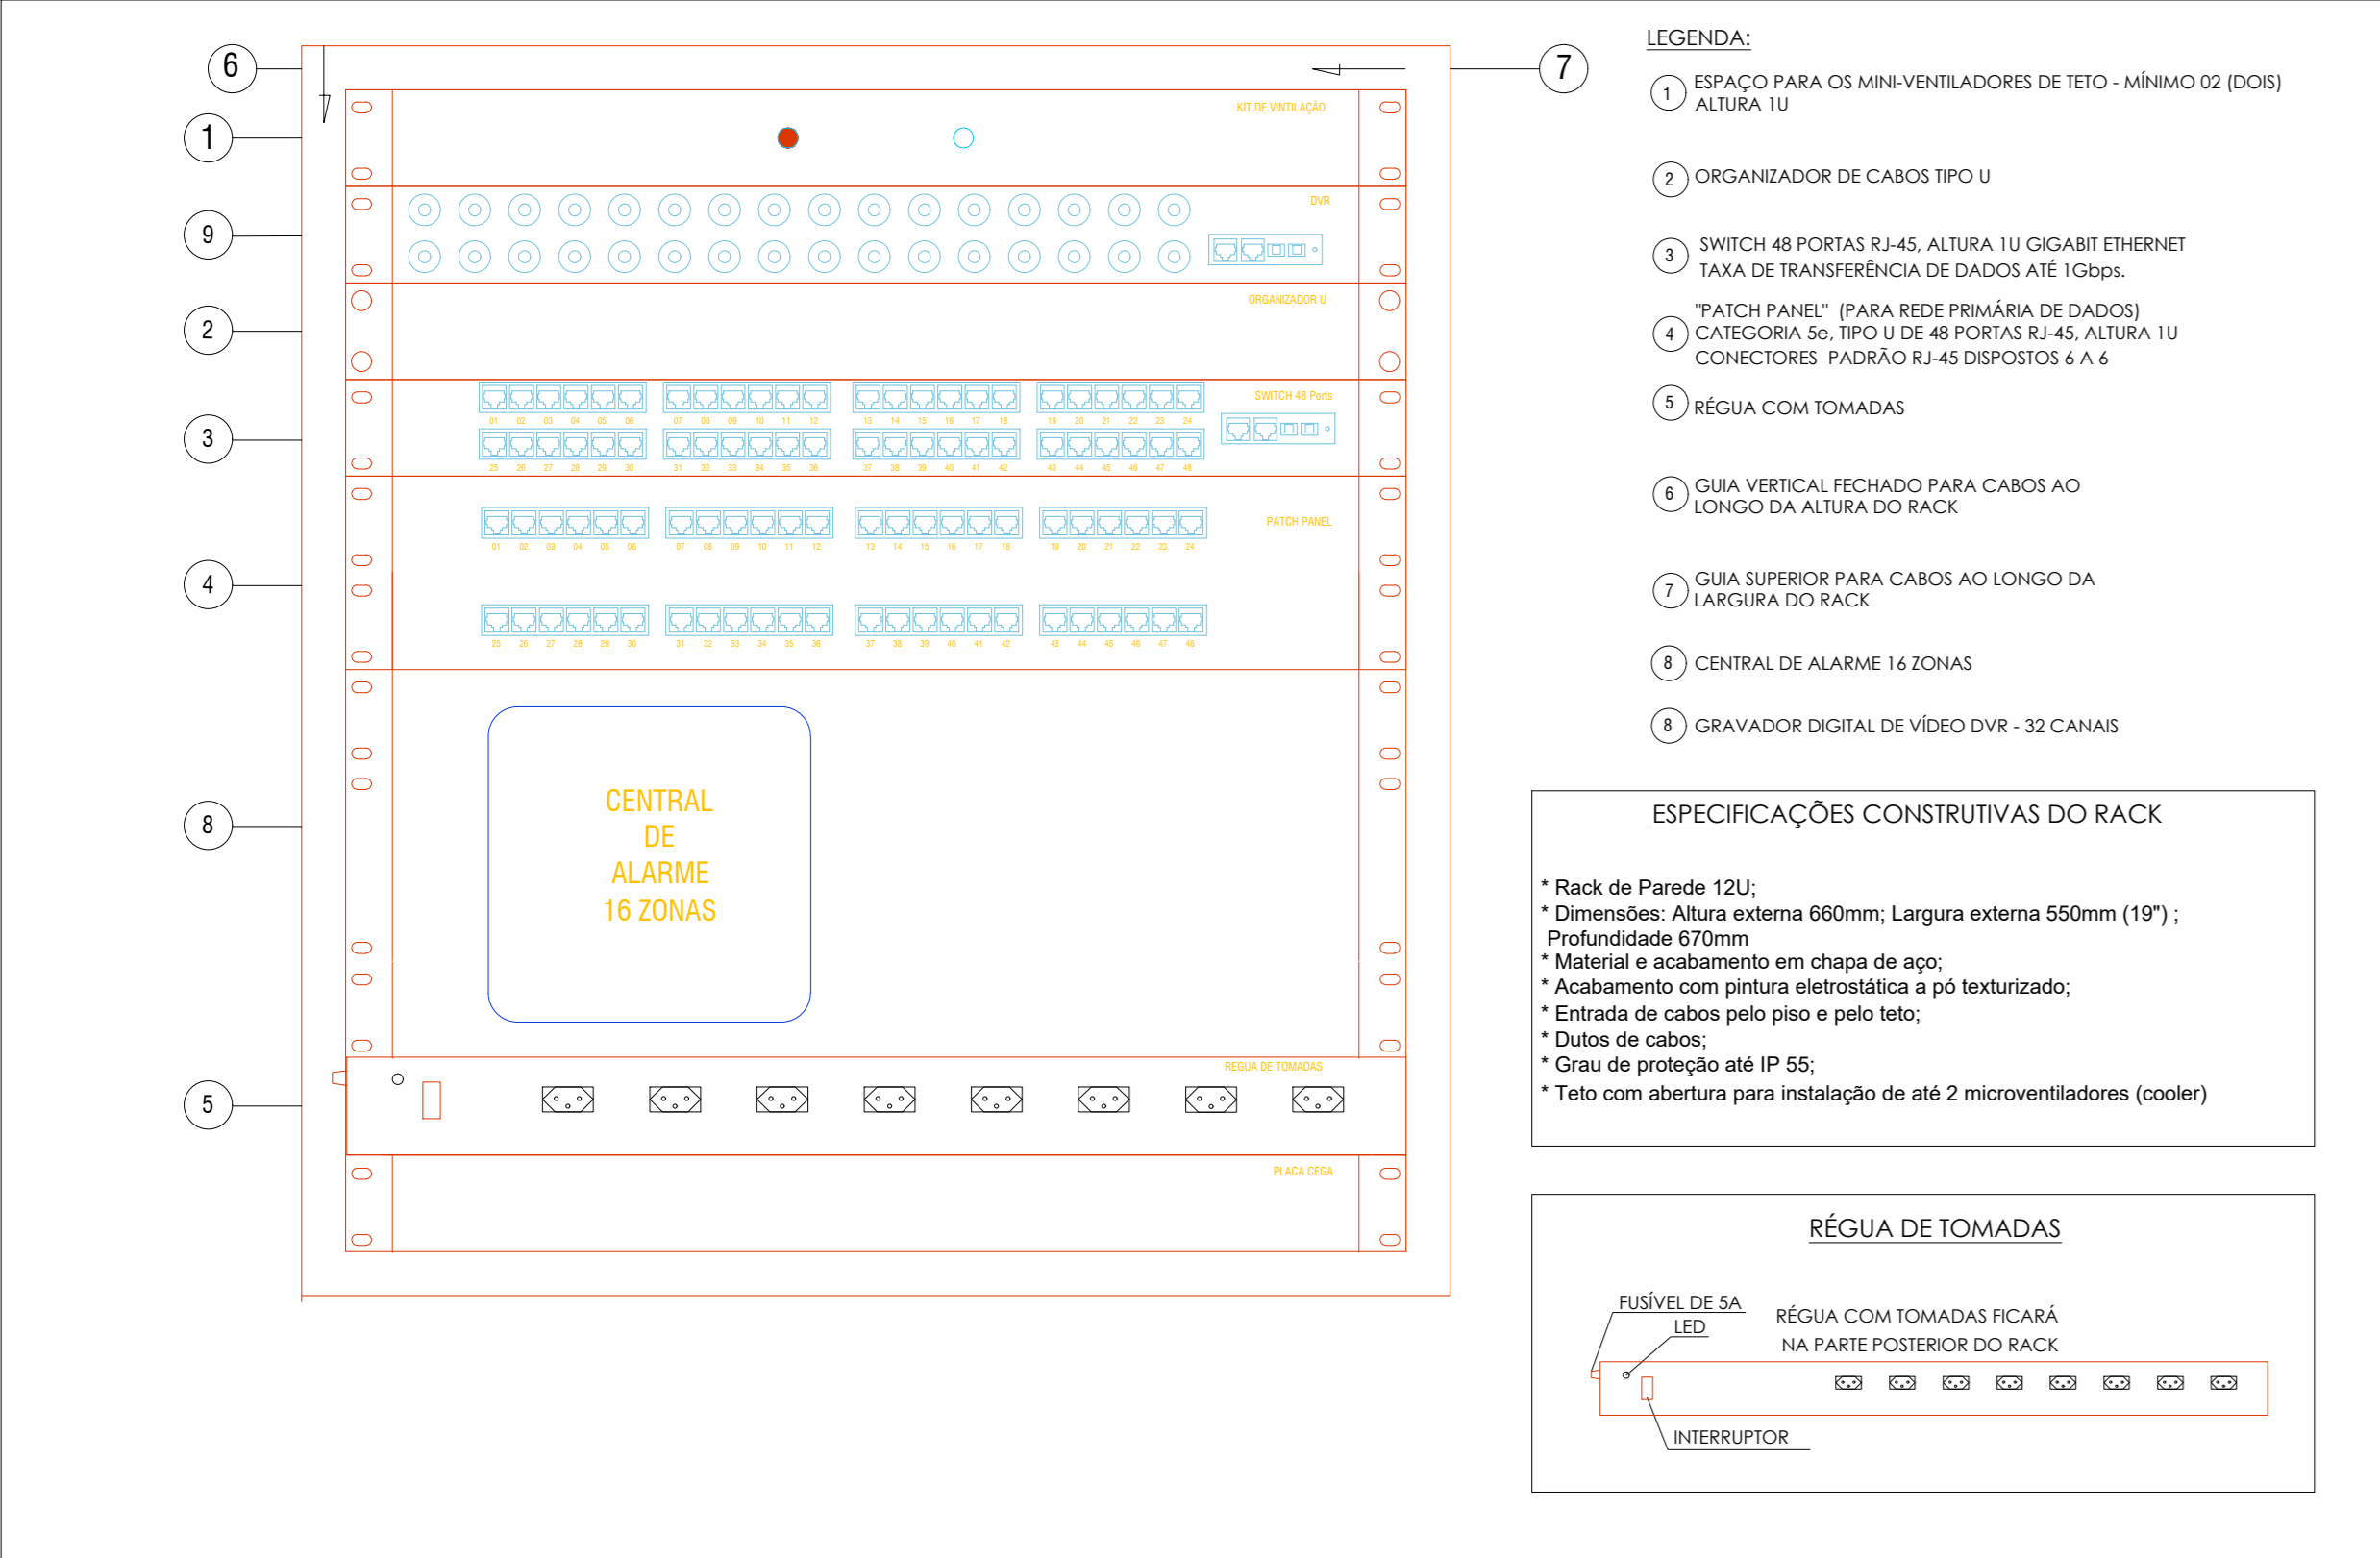 6
7
1
KIT DE VINTILAÇÃO
9
DVR
2
ORGANIZADOR U
3
SWITCH 48 Ports
01 02 03 04 05 06 07 08 09 10 11 12 13 14 15 16 17 18 19 20 21 22 23 24
25 26 27 28 29 30 31 32 33 34 35 36 37 38 39 40 41 42 43 44 45 46 47 48
4
PATCH PANEL
01 02 03 04 05 06 07 08 09 10 11 12 13 14 15 16 17 18 19 20 21 22 23 24
25 26 27 28 29 30 31 32 33 34 35 36 37 38 39 40 41 42 43 44 45 46 47 48
8
CENTRAL
DE
ALARME
16 ZONAS
5
REGUA DE TOMADAS
PLACA CEGA
LEGENDA:
1 ESPAÇO PARA OS MINI-VENTILADORES DE TETO - MÍNIMO 02 (DOIS)
ALTURA 1U
2 ORGANIZADOR DE CABOS TIPO U
3 SWITCH 48 PORTAS RJ-45, ALTURA 1U GIGABIT ETHERNET
TAXA DE TRANSFERÊNCIA DE DADOS ATÉ 1Gbps.
"PATCH PANEL" (PARA REDE PRIMÁRIA DE DADOS)
4 CATEGORIA 5e, TIPO U DE 48 PORTAS RJ-45, ALTURA 1U
CONECTORES PADRÃO RJ-45 DISPOSTOS 6 A 6
5 RÉGUA COM TOMADAS
6 GUIA VERTICAL FECHADO PARA CABOS AO
LONGO DA ALTURA DO RACK
7 GUIA SUPERIOR PARA CABOS AO LONGO DA
LARGURA DO RACK
8 CENTRAL DE ALARME 16 ZONAS
8 GRAVADOR DIGITAL DE VÍDEO DVR - 32 CANAIS
ESPECIFICAÇÕES CONSTRUTIVAS DO RACK
* Rack de Parede 12U;
* Dimensões: Altura externa 660mm; Largura externa 550mm (19") ;
Profundidade 670mm
* Material e acabamento em chapa de aço;
* Acabamento com pintura eletrostática a pó texturizado;
* Entrada de cabos pelo piso e pelo teto;
* Dutos de cabos;
* Grau de proteção até IP 55;
* Teto com abertura para instalação de até 2 microventiladores (cooler)
RÉGUA DE TOMADAS
FUSÍVEL DE 5A
LED
RÉGUA COM TOMADAS FICARÁ
NA PARTE POSTERIOR DO RACK
INTERRUPTOR